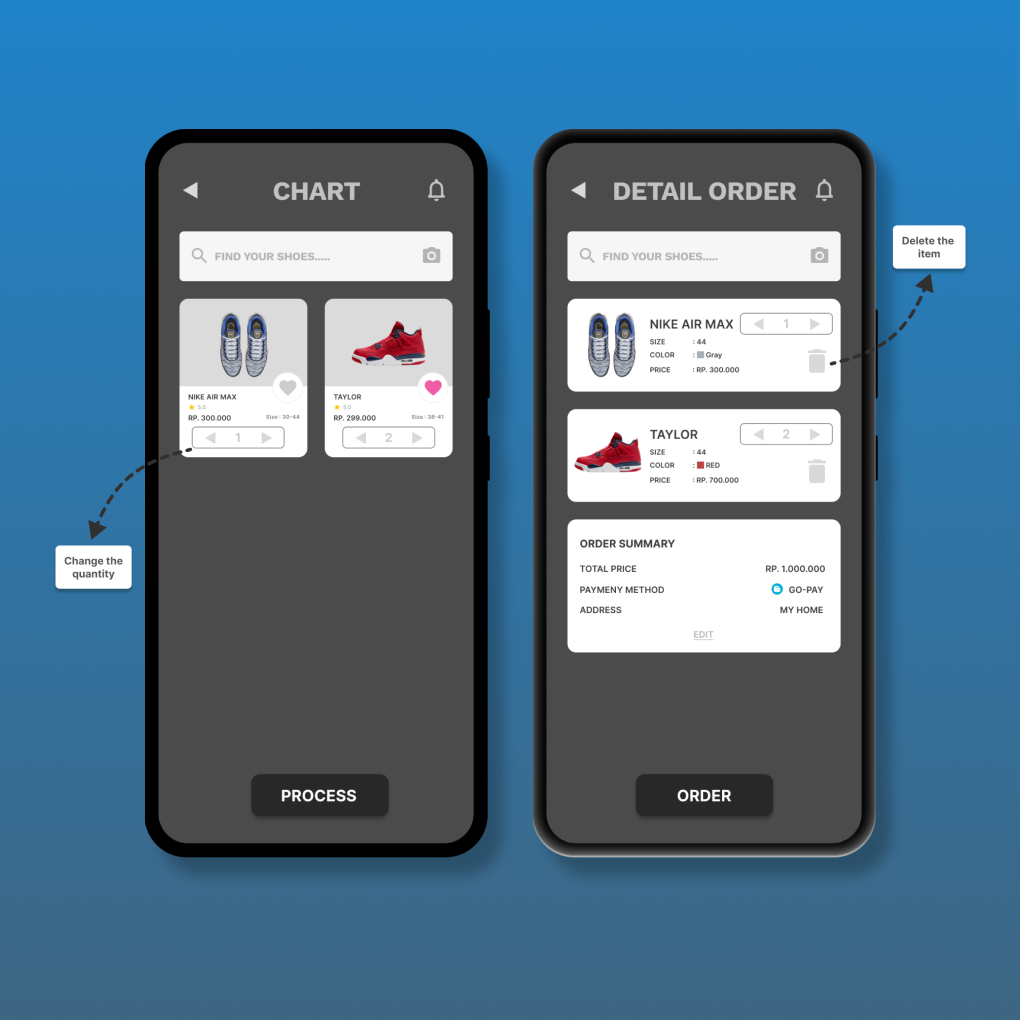 CHART
FIND YOUR SHOES.....
NIKE AIR MAX
5.0
RP. 300.000
Size : 30-44
1
TAYLOR
5.0
RP. 299.000
Size : 38-41
2
Change the
quantity
PROCESS
DETAIL ORDER
FIND YOUR SHOES.....
Delete the
item
NIKE AIR MAX
1
SIZE : 44
COLOR : Gray
PRICE : RP. 300.000
TAYLOR
2
SIZE : 44
COLOR : RED
PRICE : RP. 700.000
ORDER SUMMARY
TOTAL PRICE RP. 1.000.000
PAYMENY METHOD GO-PAY
ADDRESS MY HOME
EDIT
ORDER